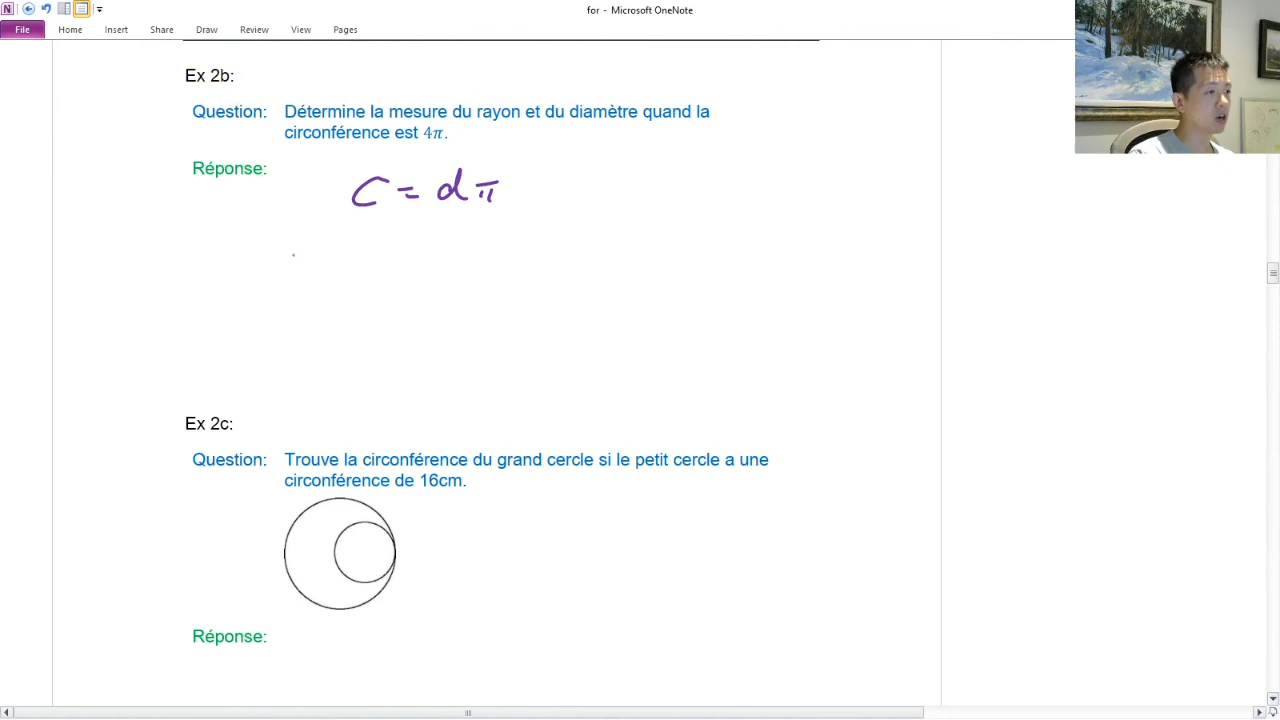 for - Microsoft OneNote
File Home Insert Share Draw Review View Pages
Ex 2b:
Question: Détermine la mesure du rayon et du diamètre quand la
circonférence est 4π.
Réponse:
C = d π
Ex 2c:
Question: Trouve la circonférence du grand cercle si le petit cercle a une
circonférence de 16cm.
Réponse: